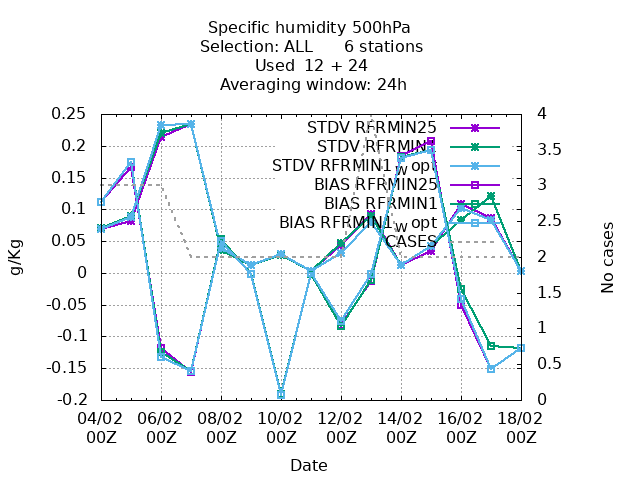 Specific humidity 500hPa
Selection: ALL 6 stations
Used 12 + 24
Averaging window: 24h
0.25
0.2
0.15
0.1
0.05
0
-0.05
-0.1
-0.15
-0.2
g/Kg
4
3.5
3
2.5
2
1.5
1
0.5
0
No cases
STDV RFRMIN25
STDV RFRMIN1
STDV RFRMIN1_w opt
BIAS RFRMIN25
BIAS RFRMIN1
BIAS RFRMIN1_w opt
CASES
04/02 06/02 08/02 10/02 12/02 14/02 16/02 18/02
00Z 00Z 00Z 00Z 00Z 00Z 00Z 00Z
Date